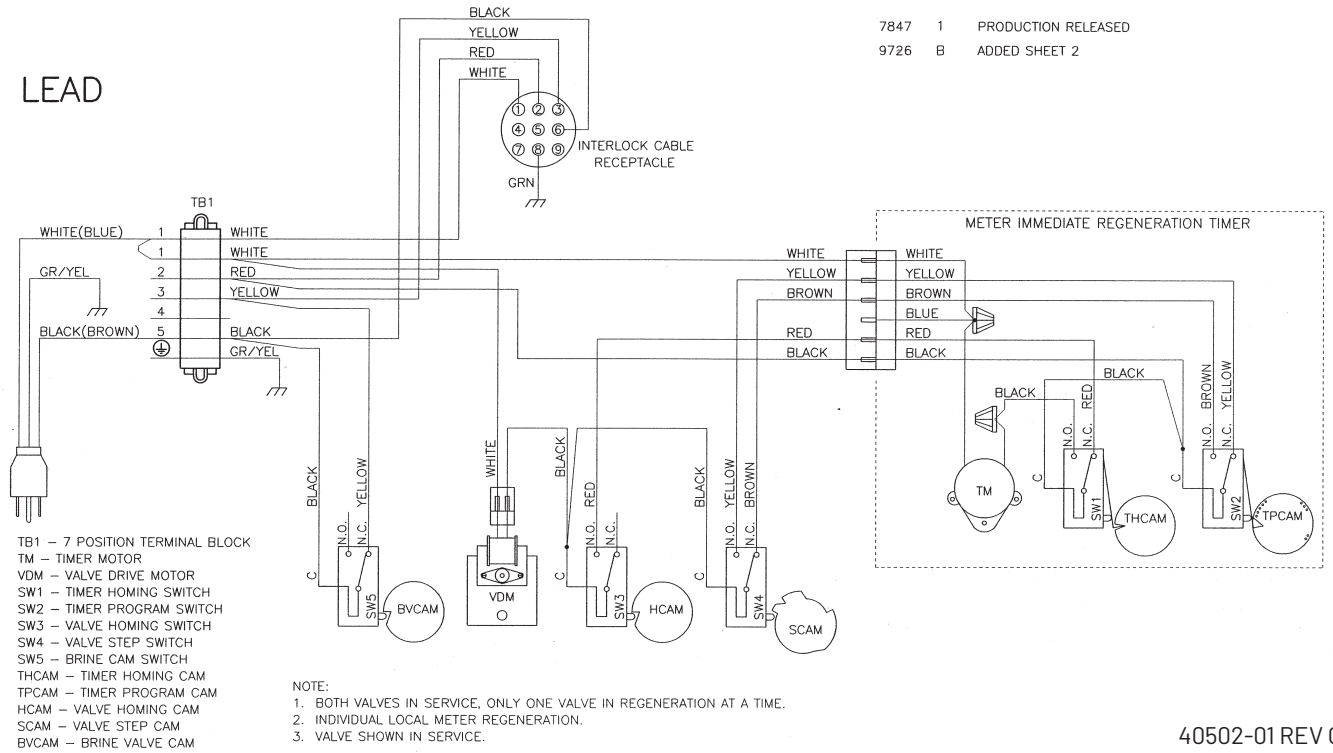 BLACK
YELLOW
RED
WHITE
7847 1 PRODUCTION RELEASED
9726 B ADDED SHEET 2
LEAD
1 2 3
4 5 6
7 8 9
INTERLOCK CABLE
RECEPTACLE
GRN
TB1
WHITE(BLUE)
1
WHITE
1
WHITE
GR/YEL
2
RED
3
YELLOW
4
BLACK(BROWN)
5
BLACK
GR/YEL
METER IMMEDIATE REGENERATION TIMER
WHITE
WHITE
YELLOW
YELLOW
BROWN
BROWN
BLUE
RED
RED
BLACK
BLACK
BLACK
BLACK
RED
BROWN
YELLOW
N.O.
N.C.
N.O.
N.C.
C
C
TM
SW1
THCAM
SW2
TPCAM
BLACK
YELLOW
WHITE
BLACK
RED
BLACK
YELLOW
BROWN
N.O.
N.C.
N.O.
N.C.
N.O.
N.C.
C
C
C
SW5
BVCAM
VDM
SW3
HCAM
SW4
SCAM
TB1 – 7 POSITION TERMINAL BLOCK
TM – TIMER MOTOR
VDM – VALVE DRIVE MOTOR
SW1 – TIMER HOMING SWITCH
SW2 – TIMER PROGRAM SWITCH
SW3 – VALVE HOMING SWITCH
SW4 – VALVE STEP SWITCH
SW5 – BRINE CAM SWITCH
THCAM – TIMER HOMING CAM
TPCAM – TIMER PROGRAM CAM
HCAM – VALVE HOMING CAM
SCAM – VALVE STEP CAM
BVCAM – BRINE VALVE CAM
NOTE:
1. BOTH VALVES IN SERVICE, ONLY ONE VALVE IN REGENERATION AT A TIME.
2. INDIVIDUAL LOCAL METER REGENERATION.
3. VALVE SHOWN IN SERVICE.
40502-01 REV